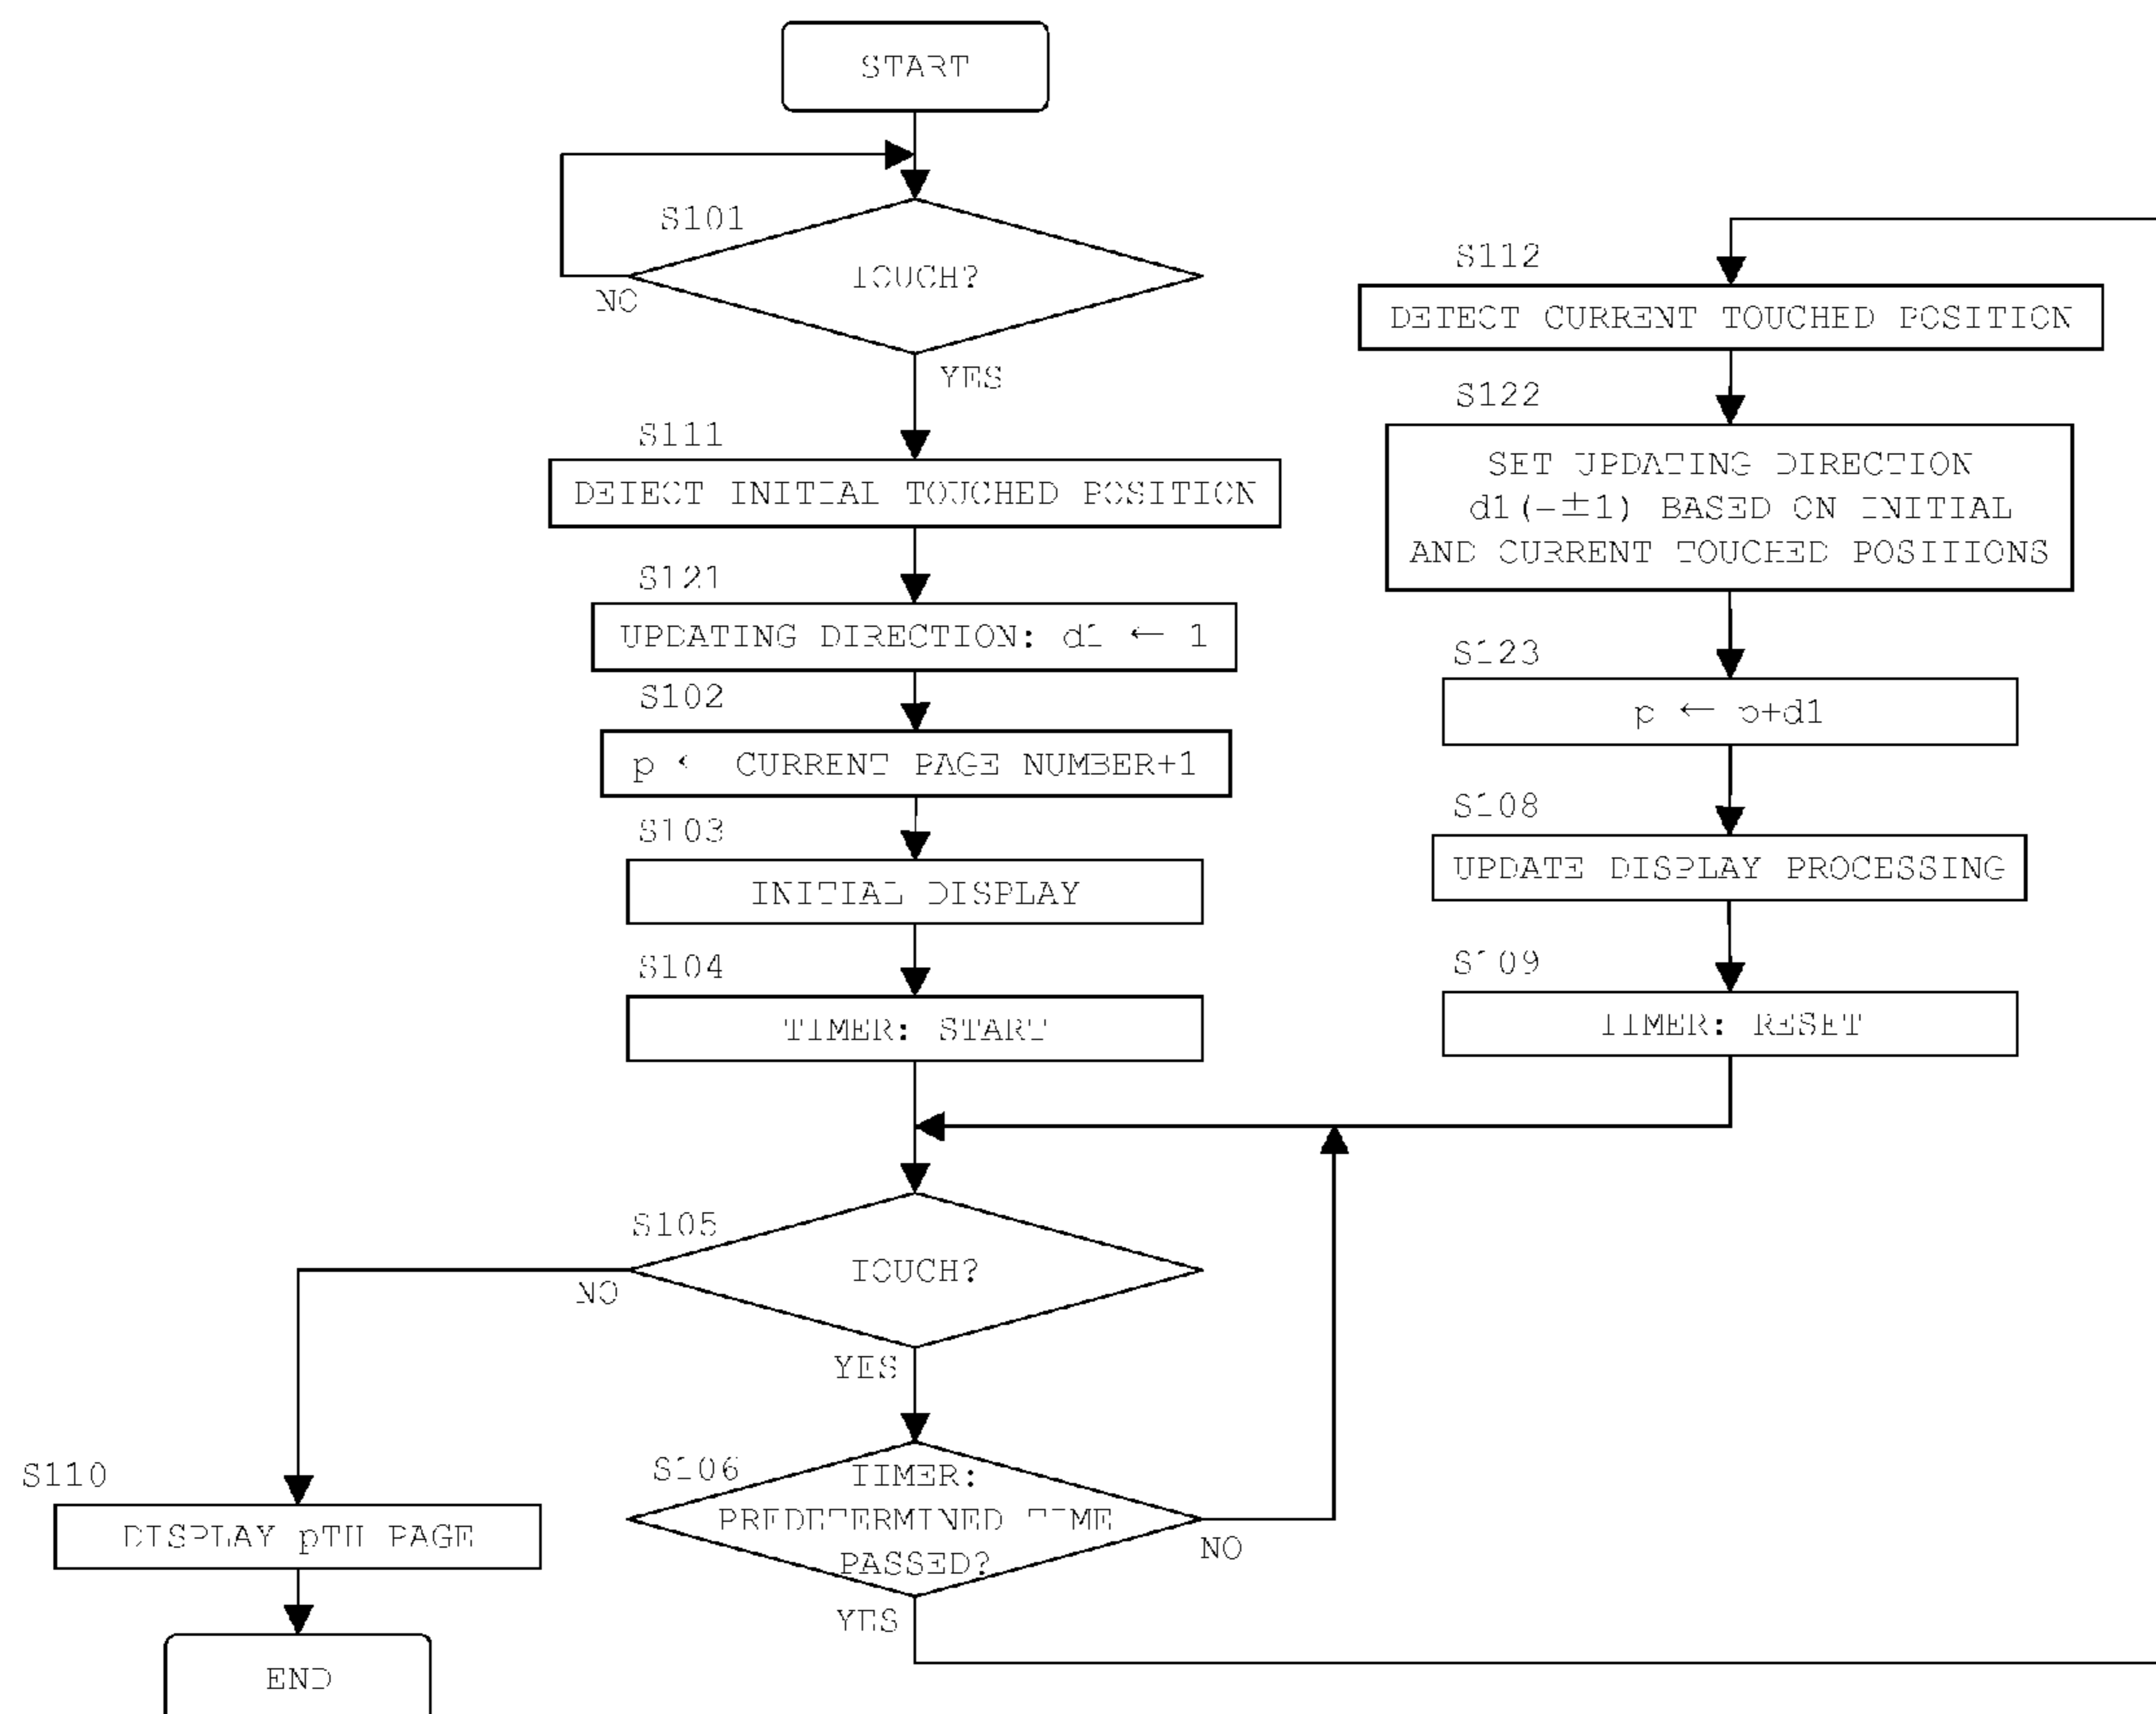 START
S101
TOUCH?
NO
YES
S111
DETECT INITIAL TOUCHED POSITION
S121
UPDATING DIRECTION: d1 ← 1
S102
p ← CURRENT PAGE NUMBER+1
S103
INITIAL DISPLAY
S104
TIMER: START
S105
TOUCH?
NO
YES
S106
TIMER:
PREDETERMINED TIME
PASSED?
NO
YES
S110
DISPLAY pTH PAGE
END
S112
DETECT CURRENT TOUCHED POSITION
S122
SET UPDATING DIRECTION
d1(=±1) BASED ON INITIAL
AND CURRENT TOUCHED POSITIONS
S123
p ← p+d1
S108
UPDATE DISPLAY PROCESSING
S109
TIMER: RESET